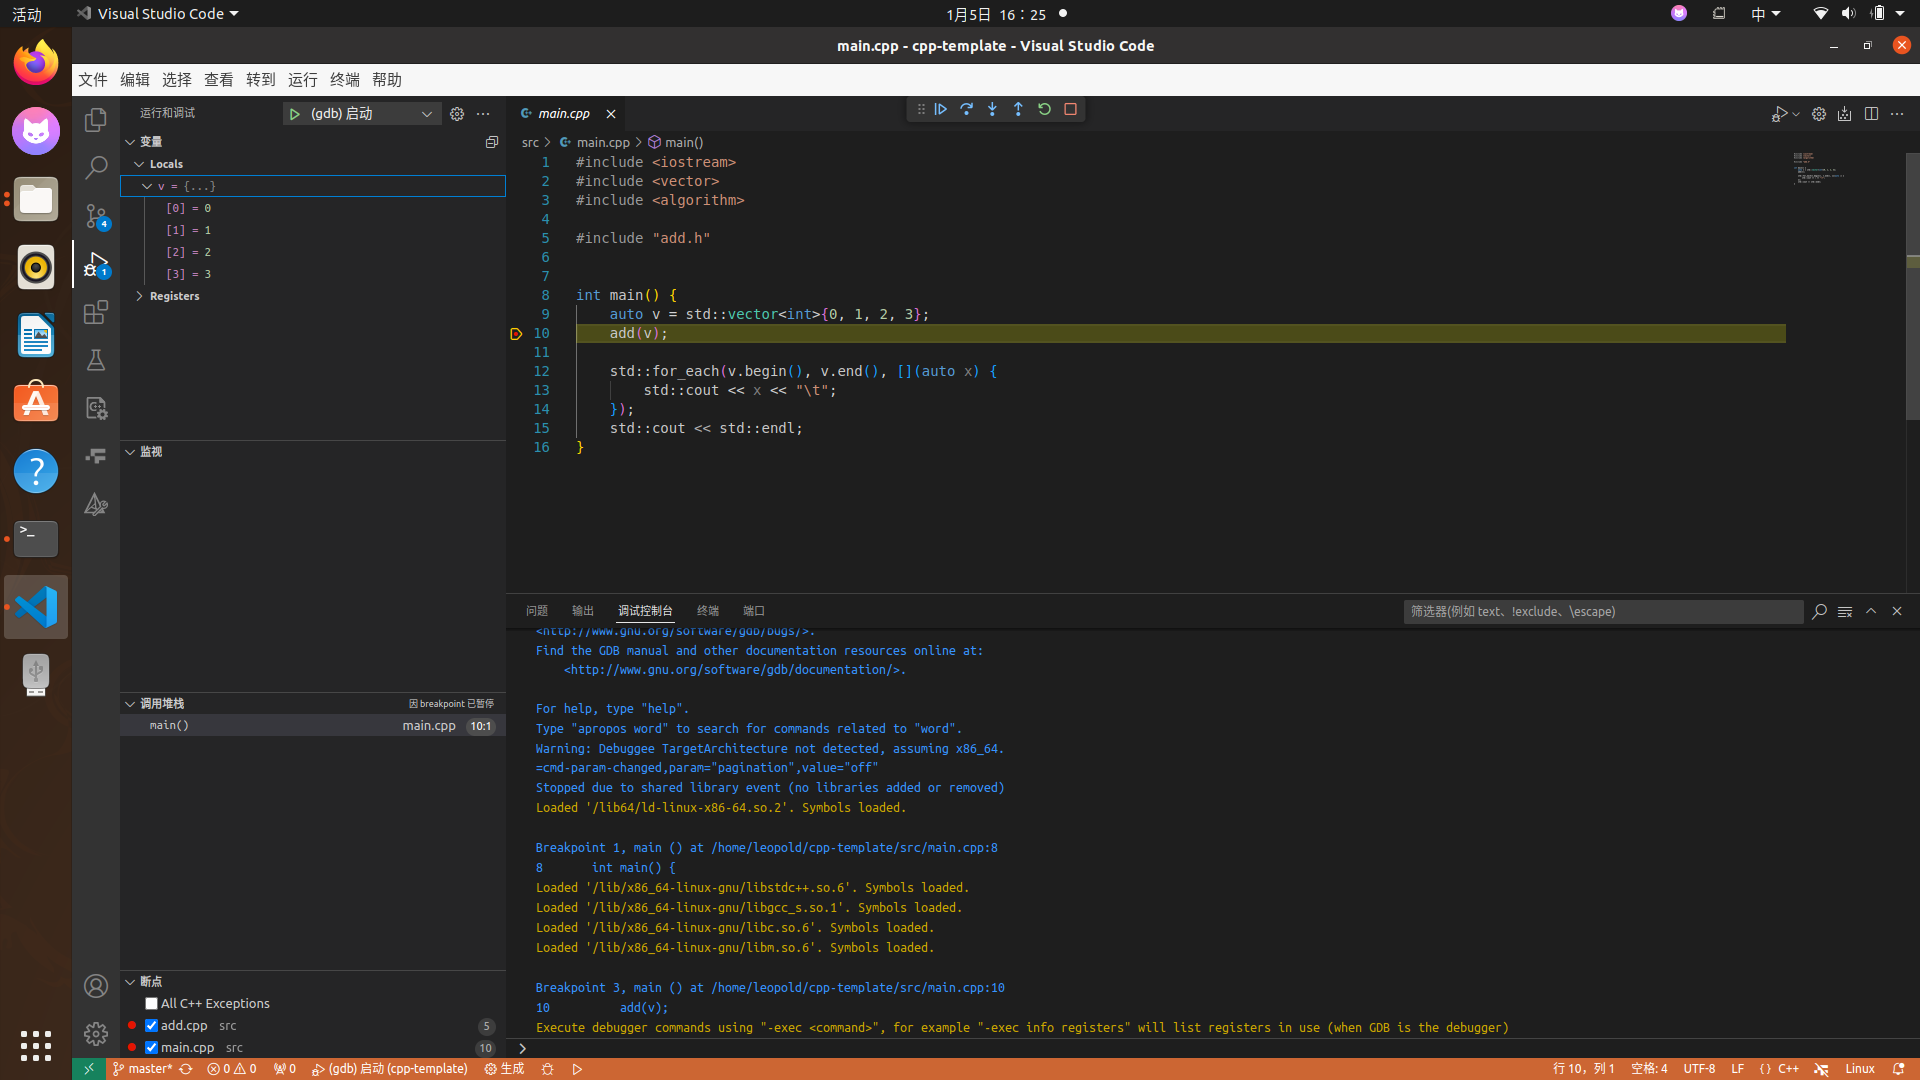 活动
Visual Studio Code
1月5日 16：25
中
main.cpp - cpp-template - Visual Studio Code
文件 编辑 选择 查看 转到 运行 终端 帮助
运行和调试
(gdb) 启动
变量
Locals
v = {...}
[0] = 0
[1] = 1
[2] = 2
[3] = 3
Registers
监视
调用堆栈
因 breakpoint 已暂停
main()
main.cpp
10:1
断点
All C++ Exceptions
add.cpp src
5
main.cpp src
10
4
1
main.cpp
src > main.cpp > main()
1 #include <iostream>
2 #include <vector>
3 #include <algorithm>
4
5 #include "add.h"
6
7
8 int main() {
9 auto v = std::vector<int>{0, 1, 2, 3};
10 add(v);
11
12 std::for_each(v.begin(), v.end(), [](auto x) {
13 std::cout << x << "\t";
14 });
15 std::cout << std::endl;
16 }
问题 输出 调试控制台 终端 端口
筛选器(例如 text、!exclude、\escape)
<http://www.gnu.org/software/gdb/bugs/>.
Find the GDB manual and other documentation resources online at:
<http://www.gnu.org/software/gdb/documentation/>.
For help, type "help".
Type "apropos word" to search for commands related to "word".
Warning: Debuggee TargetArchitecture not detected, assuming x86_64.
=cmd-param-changed,param="pagination",value="off"
Stopped due to shared library event (no libraries added or removed)
Loaded '/lib64/ld-linux-x86-64.so.2'. Symbols loaded.
Breakpoint 1, main () at /home/leopold/cpp-template/src/main.cpp:8
8 int main() {
Loaded '/lib/x86_64-linux-gnu/libstdc++.so.6'. Symbols loaded.
Loaded '/lib/x86_64-linux-gnu/libgcc_s.so.1'. Symbols loaded.
Loaded '/lib/x86_64-linux-gnu/libc.so.6'. Symbols loaded.
Loaded '/lib/x86_64-linux-gnu/libm.so.6'. Symbols loaded.
Breakpoint 3, main () at /home/leopold/cpp-template/src/main.cpp:10
10 add(v);
Execute debugger commands using "-exec <command>", for example "-exec info registers" will list registers in use (when GDB is the debugger)
>
master* 0 0 0 (gdb) 启动 (cpp-template) 生成
行 10，列 1 空格: 4 UTF-8 LF {} C++ Linux